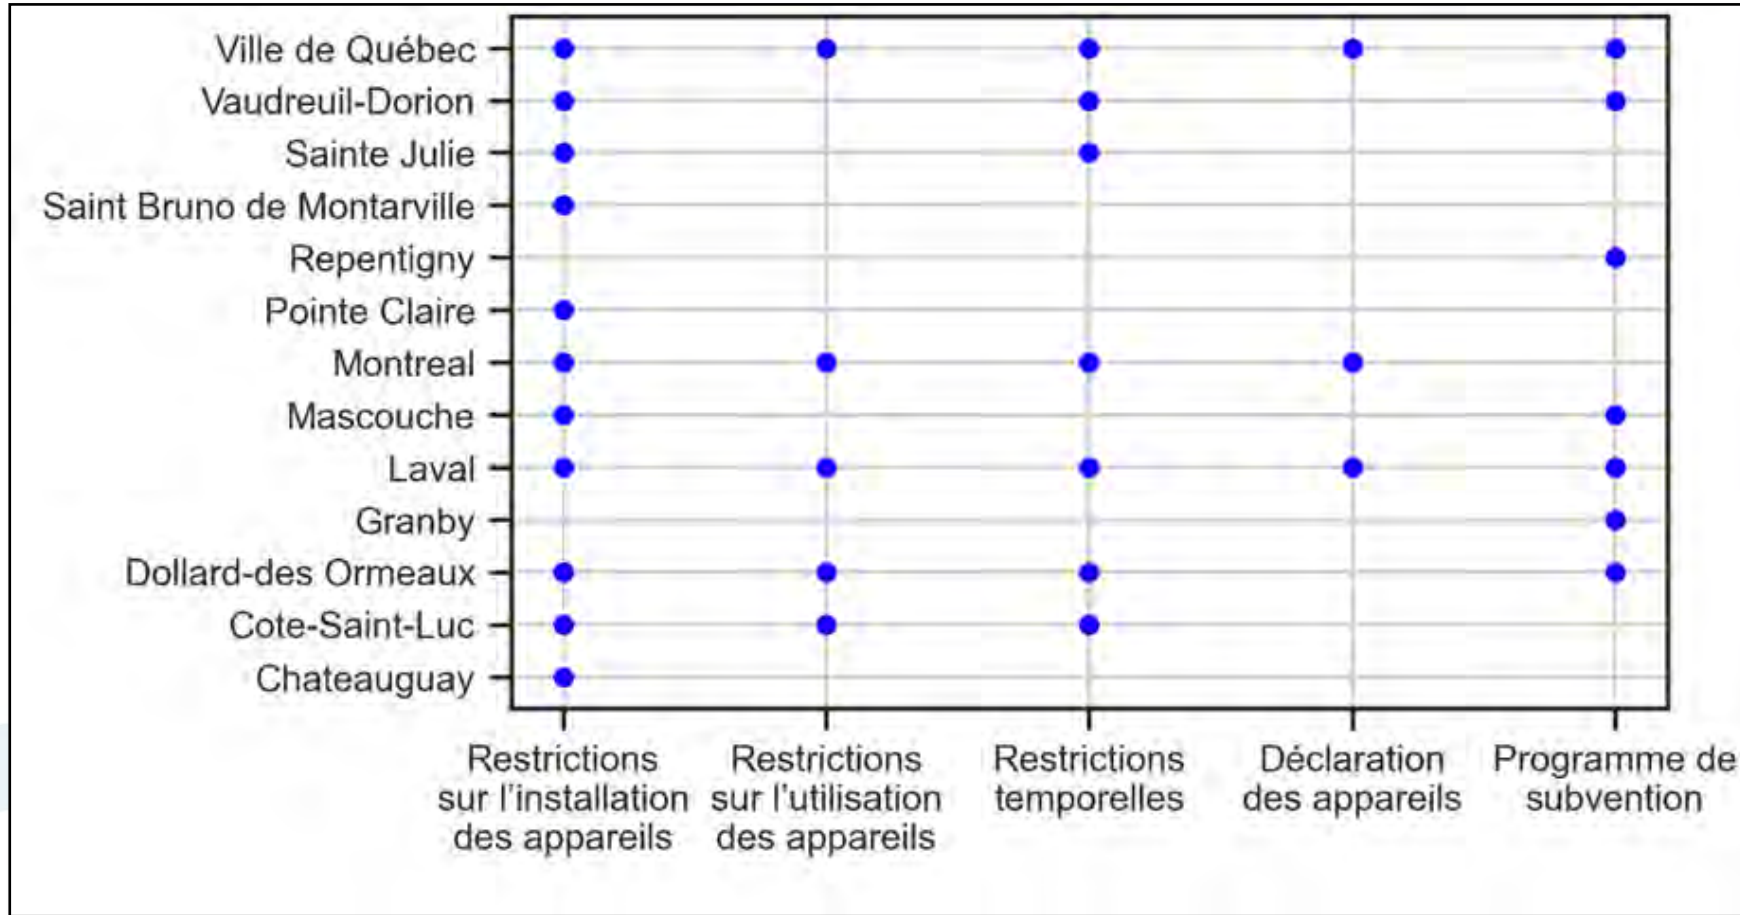 Ville de Québec
Vaudreuil-Dorion
Sainte Julie
Saint Bruno de Montarville
Repentigny
Pointe Claire
Montreal
Mascouche
Laval
Granby
Dollard-des Ormeaux
Cote-Saint-Luc
Chateauguay
Restrictions
sur l'installation
des appareils
Restrictions
sur l'utilisation
des appareils
Restrictions
temporelles
Déclaration
des appareils
Programme de
subvention